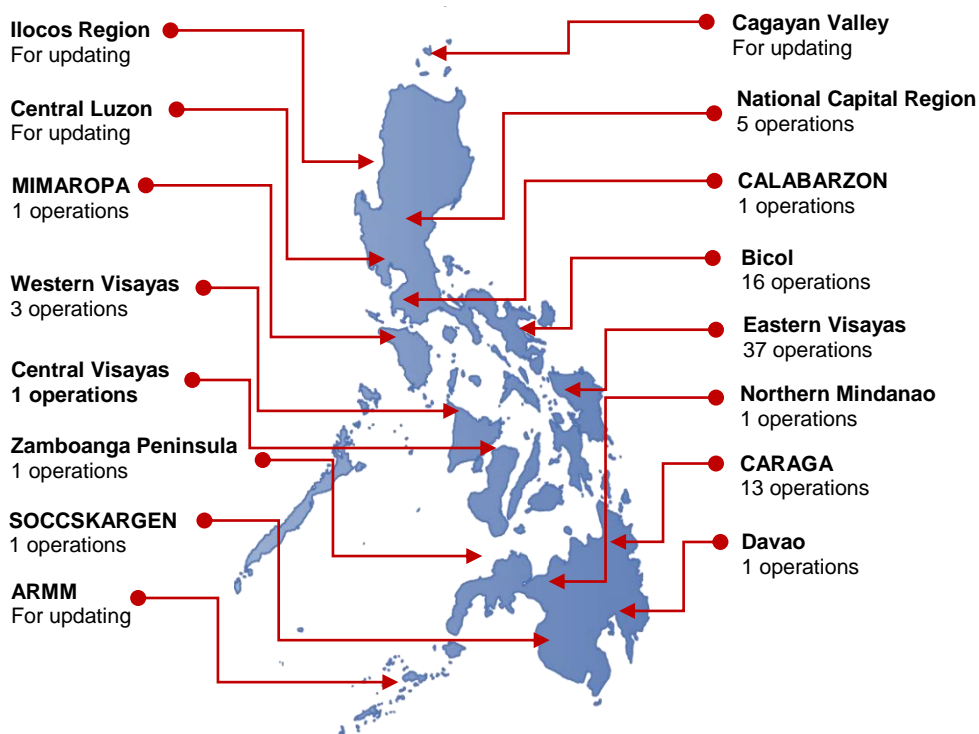 Ilocos Region
For updating
Central Luzon
For updating
MIMAROPA
1 operations
Western Visayas
3 operations
Central Visayas
1 operations
Zamboanga Peninsula
1 operations
SOCCSKARGEN
1 operations
ARMM
For updating
Cagayan Valley
For updating
National Capital Region
5 operations
CALABARZON
1 operations
Bicol
16 operations
Eastern Visayas
37 operations
Northern Mindanao
1 operations
CARAGA
13 operations
Davao
1 operations